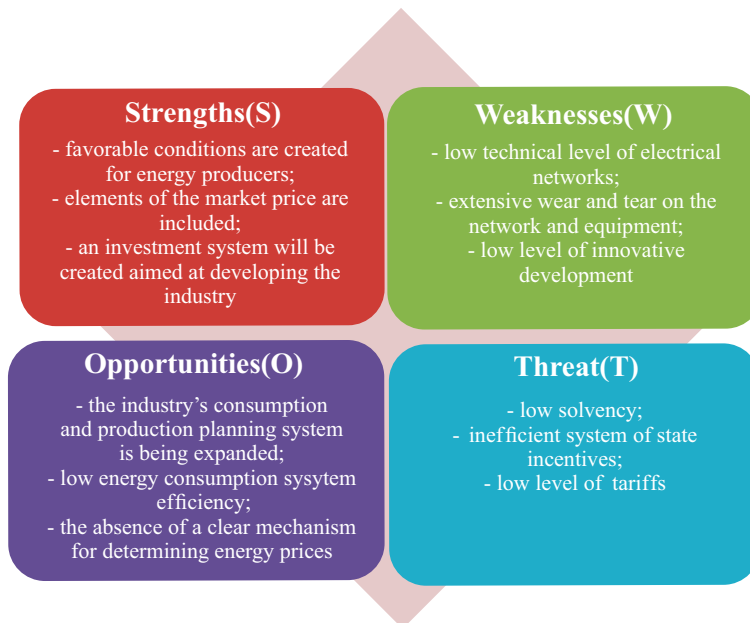 Strengths(S)
- favorable conditions are created
for energy producers;
- elements of the market price are
included;
- an investment system will be
created aimed at developing the
industry
Weaknesses(W)
- low technical level of electrical
networks;
- extensive wear and tear on the
network and equipment;
- low level of innovative
development
Opportunities(O)
- the industry’s consumption
and production planning system
is being expanded;
- low energy consumption sysytem
efficiency;
- the absence of a clear mechanism
for determining energy prices
Threat(T)
- low solvency;
- inefficient system of state
incentives;
- low level of tariffs